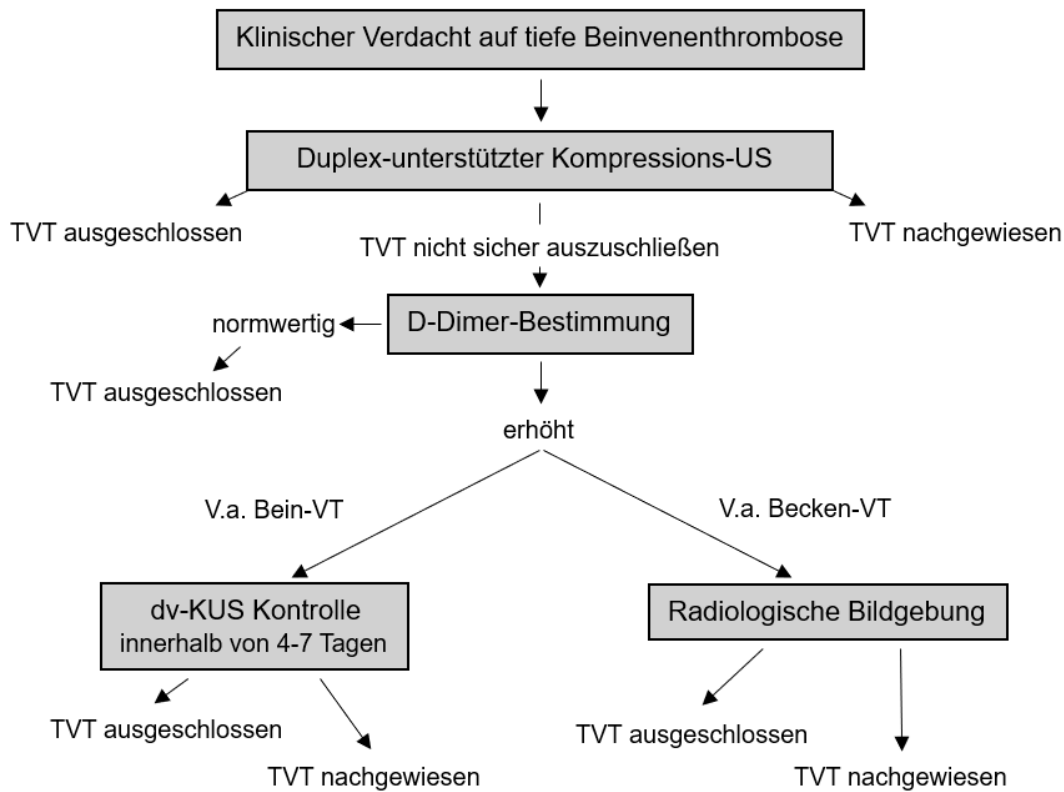 Klinischer Verdacht auf tiefe Beinvenenthrombose
Duplex-unterstützter Kompressions-US
TVT ausgeschlossen
TVT nachgewiesen
TVT nicht sicher auszuschließen
D-Dimer-Bestimmung
normwertig
TVT ausgeschlossen
erhöht
V.a. Bein-VT
V.a. Becken-VT
dv-KUS Kontrolle
innerhalb von 4-7 Tagen
Radiologische Bildgebung
TVT ausgeschlossen
TVT nachgewiesen
TVT ausgeschlossen
TVT nachgewiesen